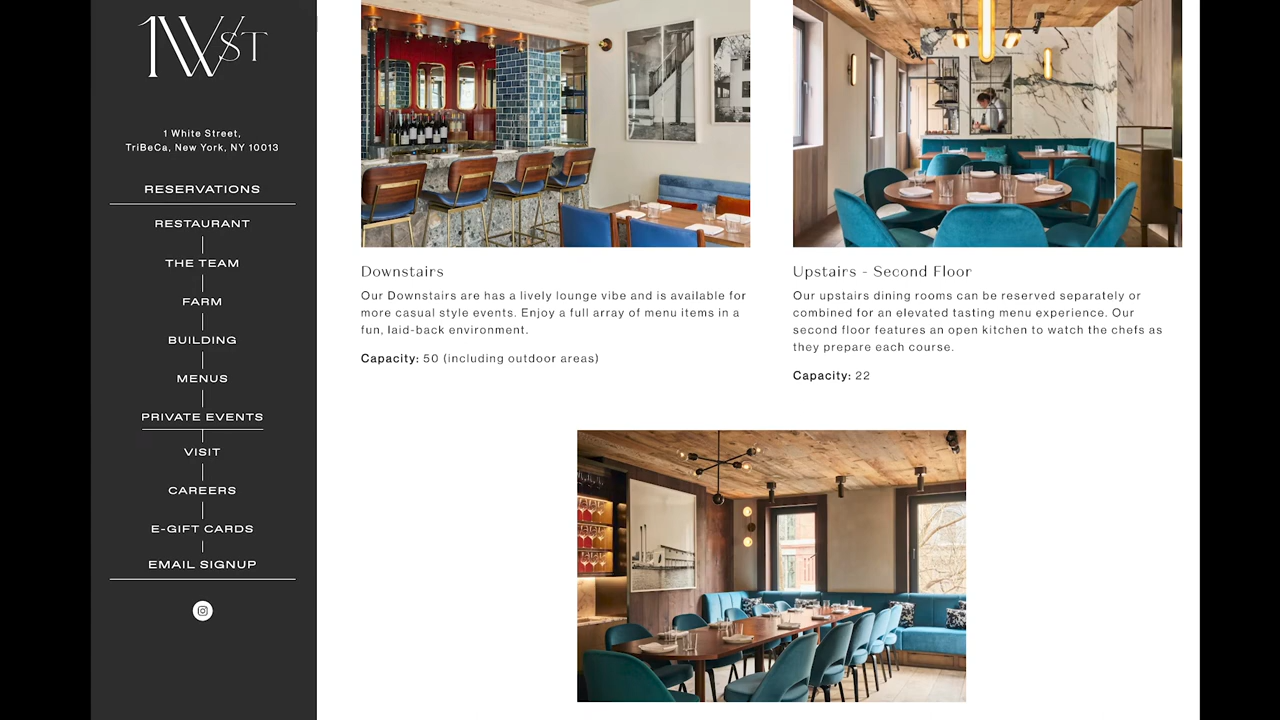 1WST
1 White Street,
TriBeCa, New York, NY 10013
RESERVATIONS
RESTAURANT
THE TEAM
FARM
BUILDING
MENUS
PRIVATE EVENTS
VISIT
CAREERS
E-GIFT CARDS
EMAIL SIGNUP
Downstairs
Our Downstairs are has a lively lounge vibe and is available for
more casual style events. Enjoy a full array of menu items in a
fun, laid-back environment.
Capacity: 50 (including outdoor areas)
Upstairs - Second Floor
Our upstairs dining rooms can be reserved separately or
combined for an elevated tasting menu experience. Our
second floor features an open kitchen to watch the chefs as
they prepare each course.
Capacity: 22